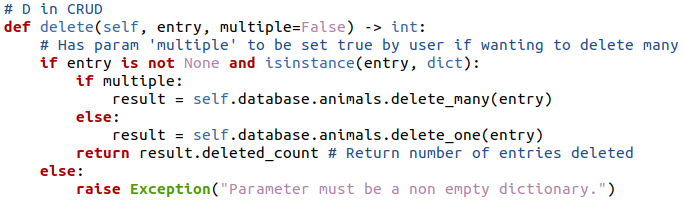 # D in CRUD
def delete(self, entry, multiple=False) -> int:
    # Has param 'multiple' to be set true by user if wanting to delete many
    if entry is not None and isinstance(entry, dict):
        if multiple:
            result = self.database.animals.delete_many(entry)
        else:
            result = self.database.animals.delete_one(entry)
        return result.deleted_count # Return number of entries deleted
    else:
        raise Exception("Parameter must be a non empty dictionary.")